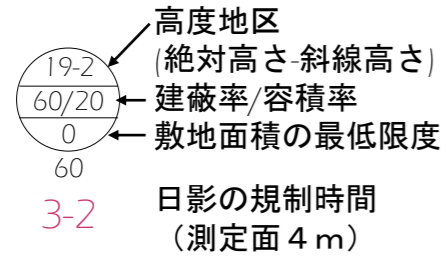 高度地区
(絶対高さ-斜線高さ)
19-2
60/20
建蔽率/容積率
0
敷地面積の最低限度
60
3-2
日影の規制時間
（測定面４ｍ）